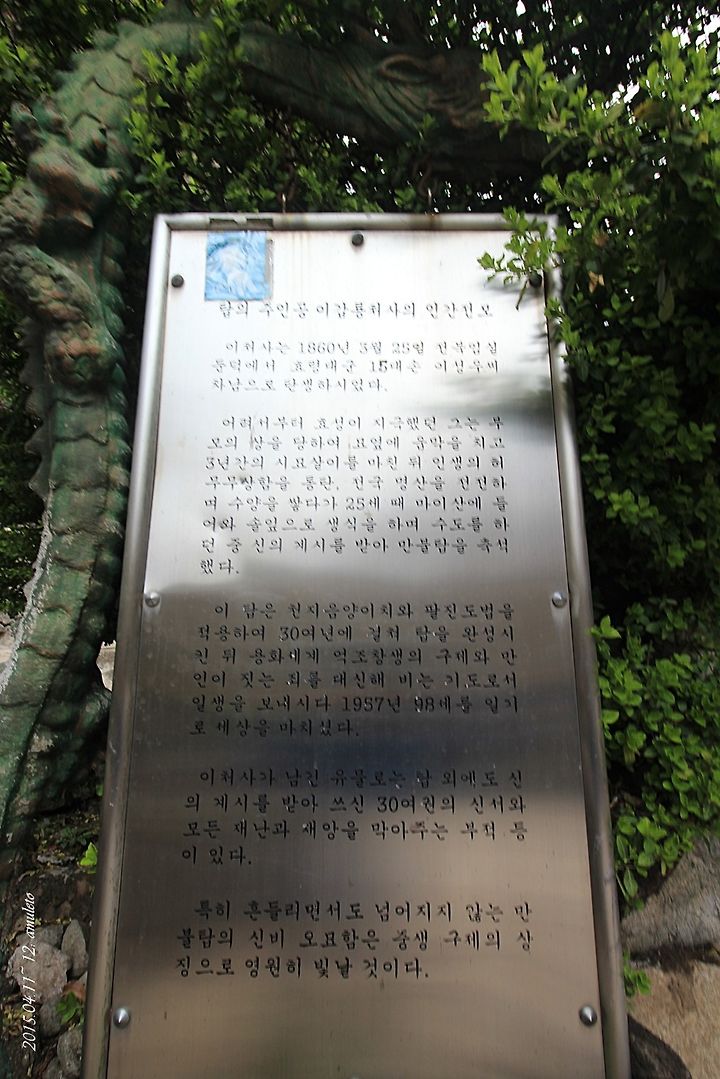 탑의 주인공 이갑룡처사의 인간진모
이처사는 1860년 3월 25일 전북임실
둔덕에서 효령대군 15대손 이성우의
차남으로 탄생하시었다.
어려서부터 효성이 지극했던 그는 부
모의 상을 당하여 묘옆에 움막을 치고
3년간의 시묘살이를 마친 뒤 인생의 허
무무상함을 통탄, 전국 명산을 전전하
며 수양을 쌓다가 25세 때 마이산에 들
어와 솔잎으로 생식을 하며 수도를 하
던 중 신의 계시를 받아 만불탑을 축석
했다.
이 탑은 천지음양이치와 팔진도법을
적용하여 30여년에 걸쳐 탑을 완성시
킨 뒤 용화세계 억조창생의 구제와 만
인이 짓는 죄를 대신해 비는 기도로서
일생을 보내시다 1957년 98세를 일기
로 세상을 마치셨다.
이처사가 남긴 유물로는 탑 외에도 신
의 계시를 받아 쓰신 30여권의 신서와
모든 재난과 재앙을 막아주는 부적 등
이 있다.
특히 흔들리면서도 넘어지지 않는 만
불탑의 신비 오묘함은 중생 구제의 상
징으로 영원히 빛날 것이다.
2015.04.11~12. amuleto